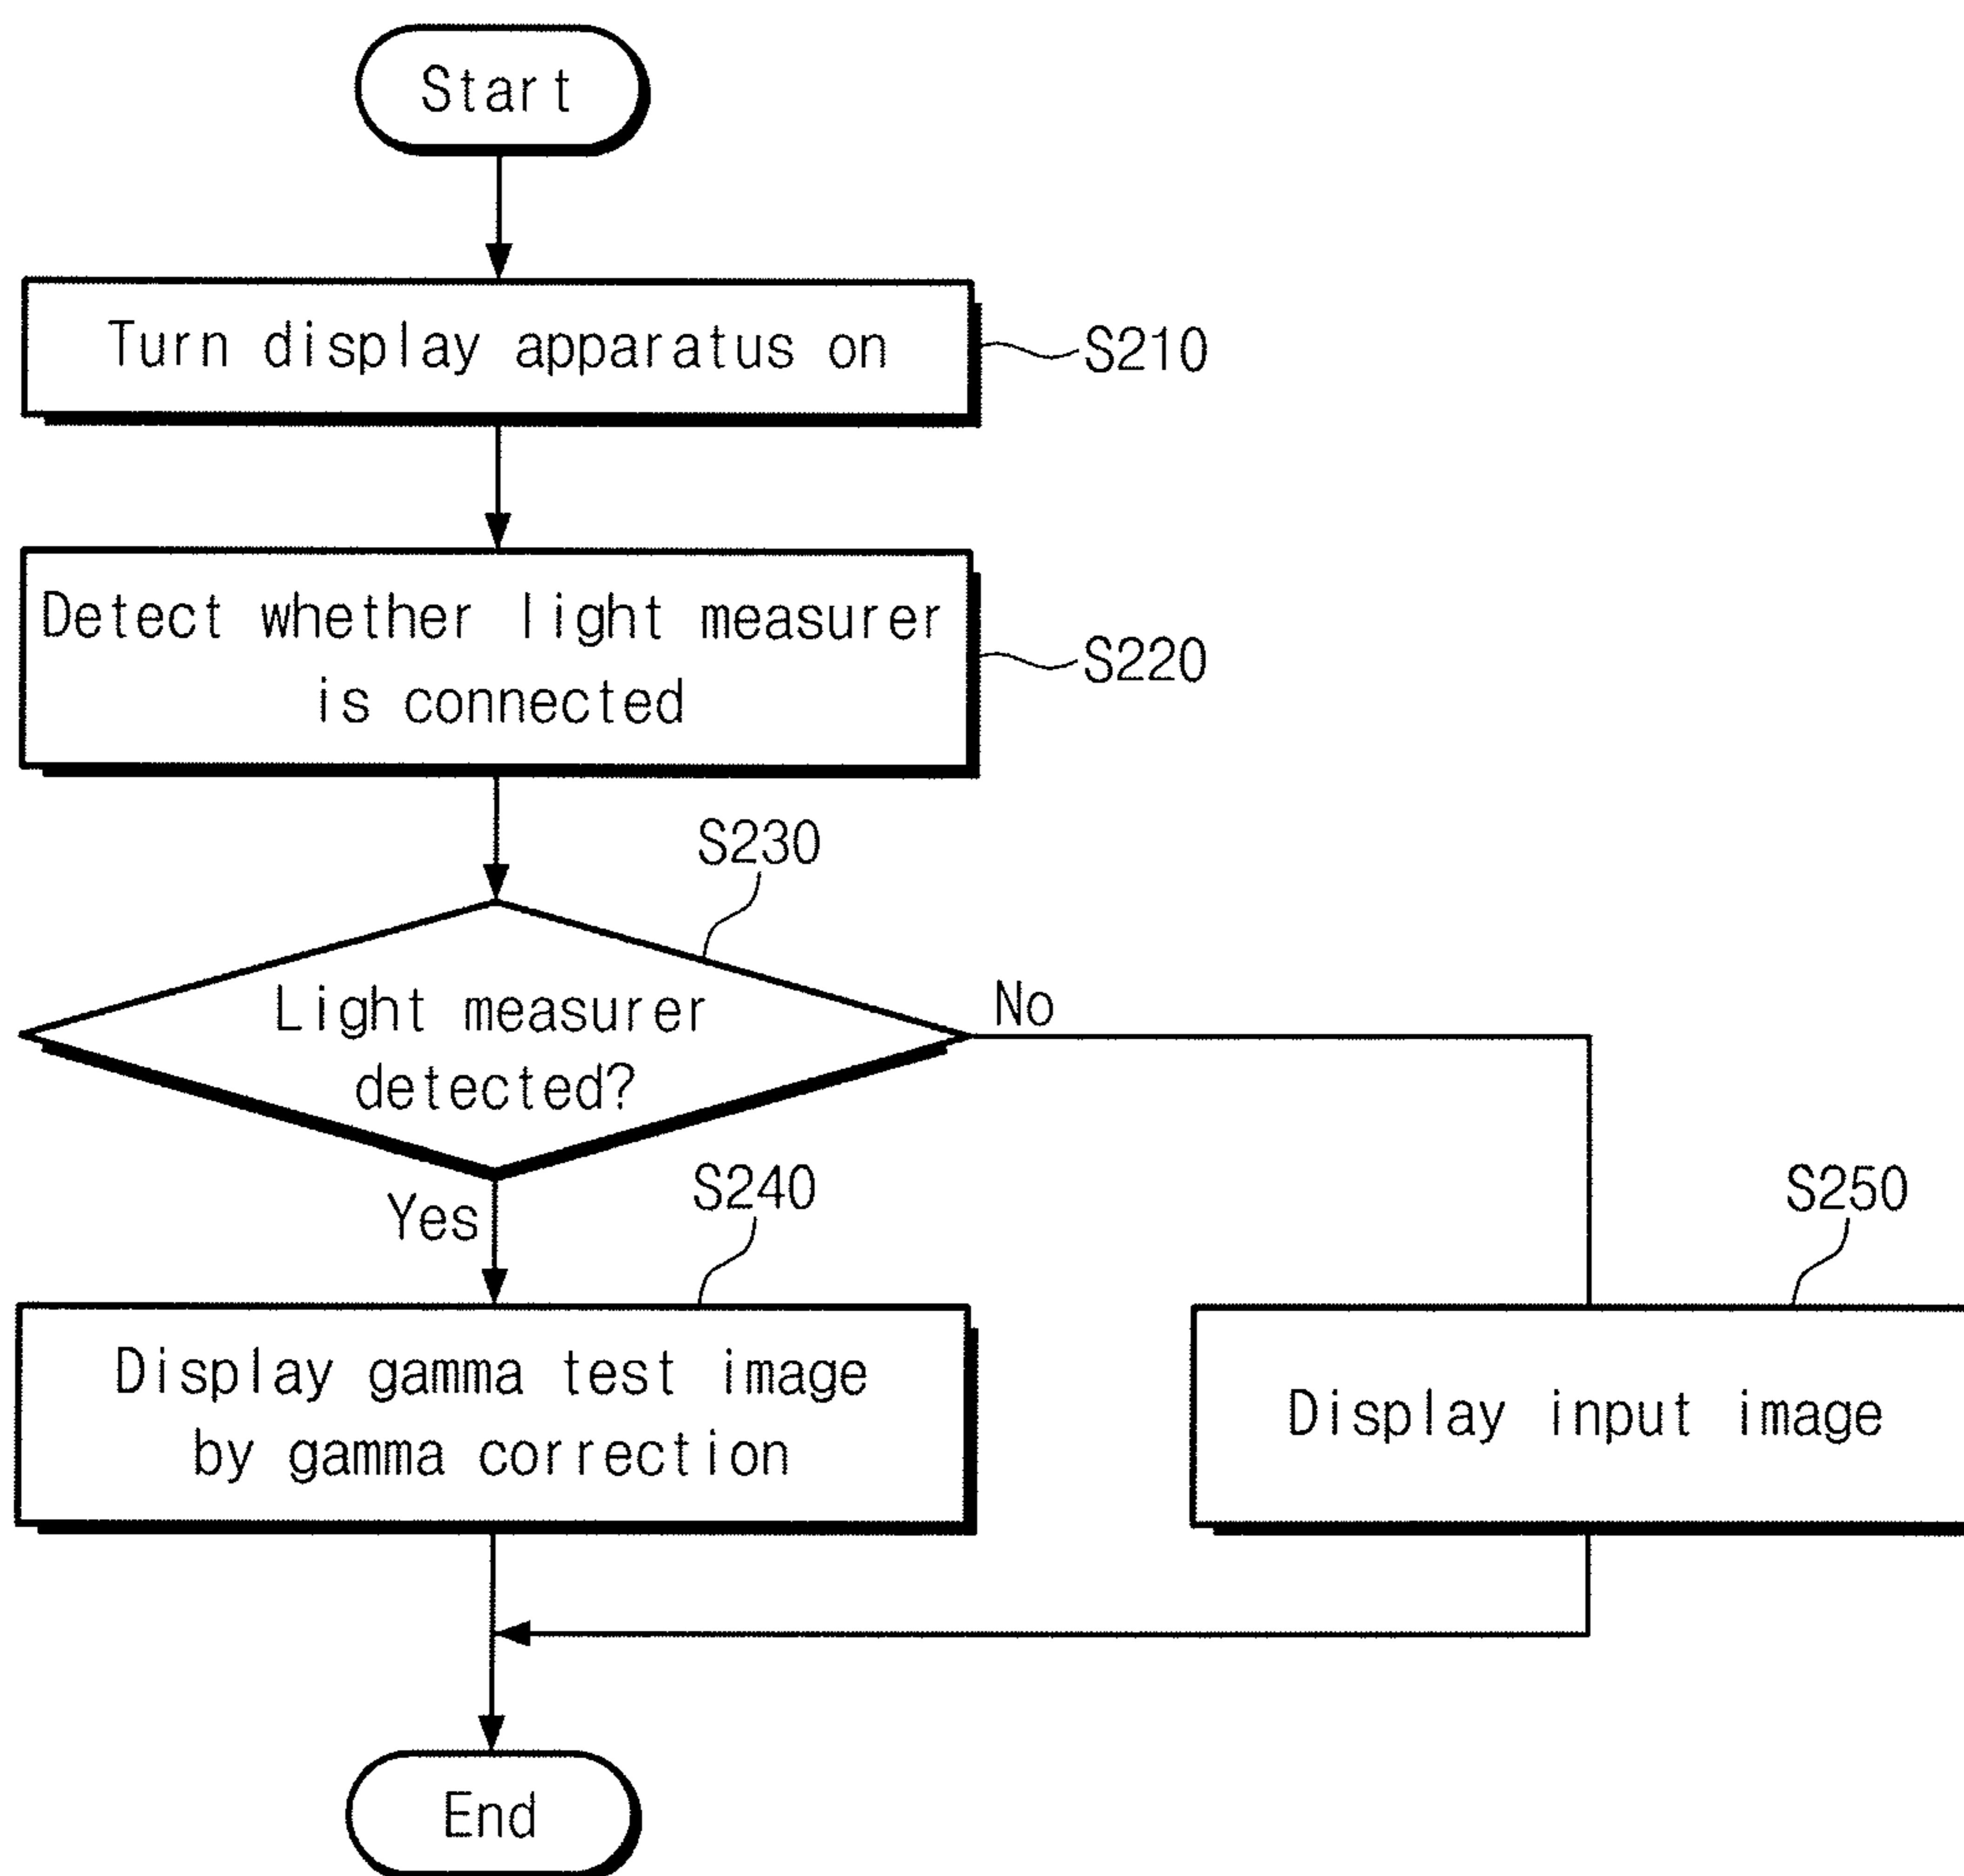 Start
Turn display apparatus on
S210
Detect whether light measurer
is connected
S220
S230
Light measurer
detected?
No
Yes
S240
S250
Display gamma test image
by gamma correction
Display input image
End